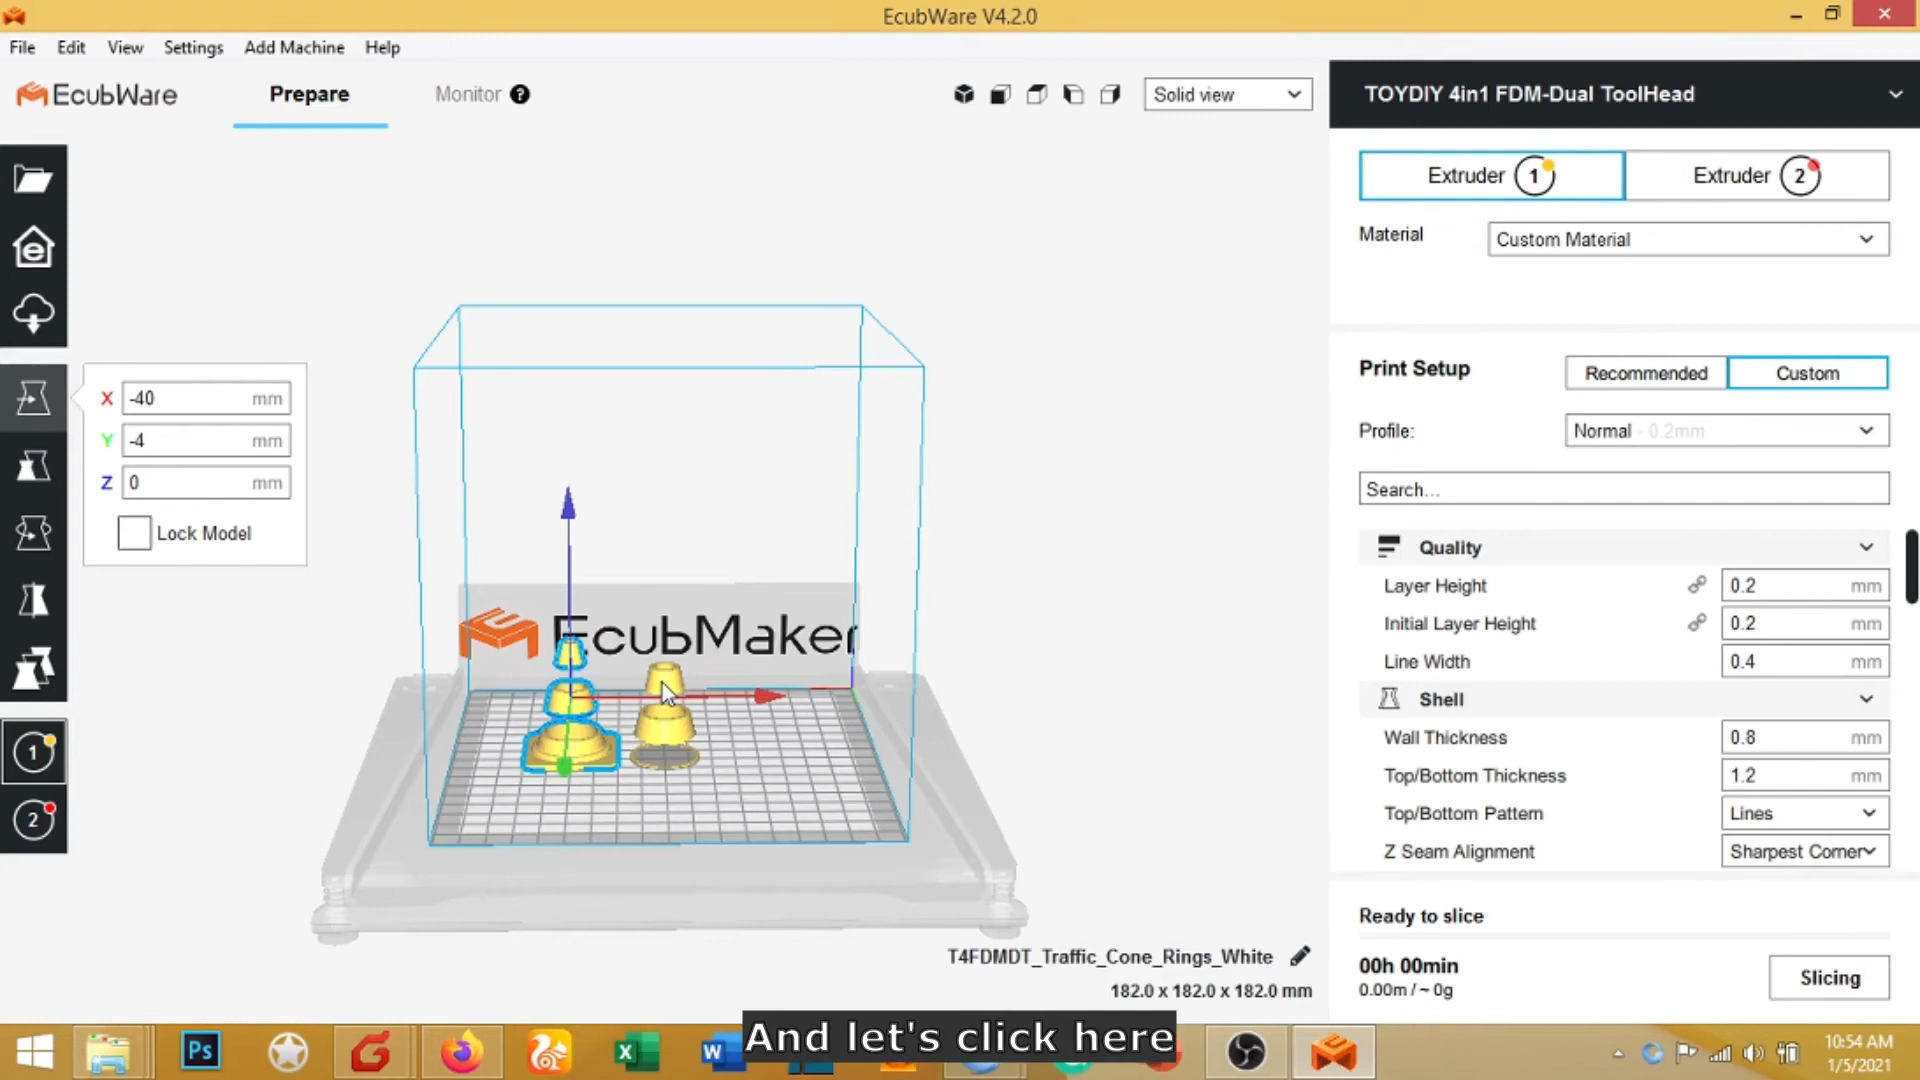 EcubWare V4.2.0
File Edit View Settings Add Machine Help
EcubWare
Prepare
Monitor ?
Solid view
TOYDIY 4in1 FDM-Dual ToolHead
Extruder 1
Extruder 2
Material
Custom Material
Print Setup
Recommended
Custom
Profile:
Normal - 0.2mm
Search...
Quality
Layer Height 0.2 mm
Initial Layer Height 0.2 mm
Line Width 0.4 mm
Shell
Wall Thickness 0.8 mm
Top/Bottom Thickness 1.2 mm
Top/Bottom Pattern Lines
Z Seam Alignment Sharpest Corner
Ready to slice
00h 00min
0.00m / ~ 0g
Slicing
e
X -40 mm
Y -4 mm
Z 0 mm
Lock Model
1
2
EcubMaker
T4FDMDT_Traffic_Cone_Rings_White
182.0 x 182.0 x 182.0 mm
And let's click here
Ps
10:54 AM
1/5/2021